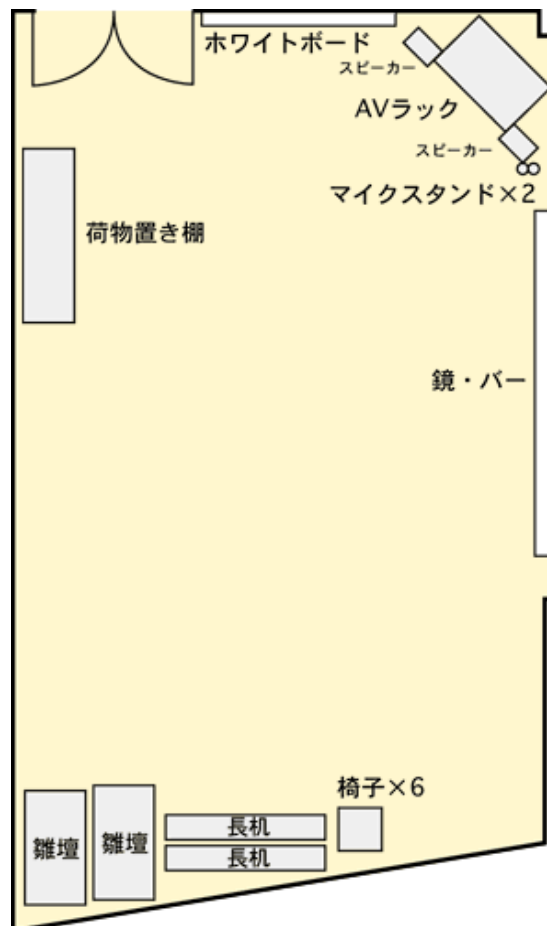 ホワイトボード
スピーカー
AVラック
スピーカー
マイクスタンド×2
荷物置き棚
鏡・バー
椅子×6
雛壇
雛壇
長机
長机